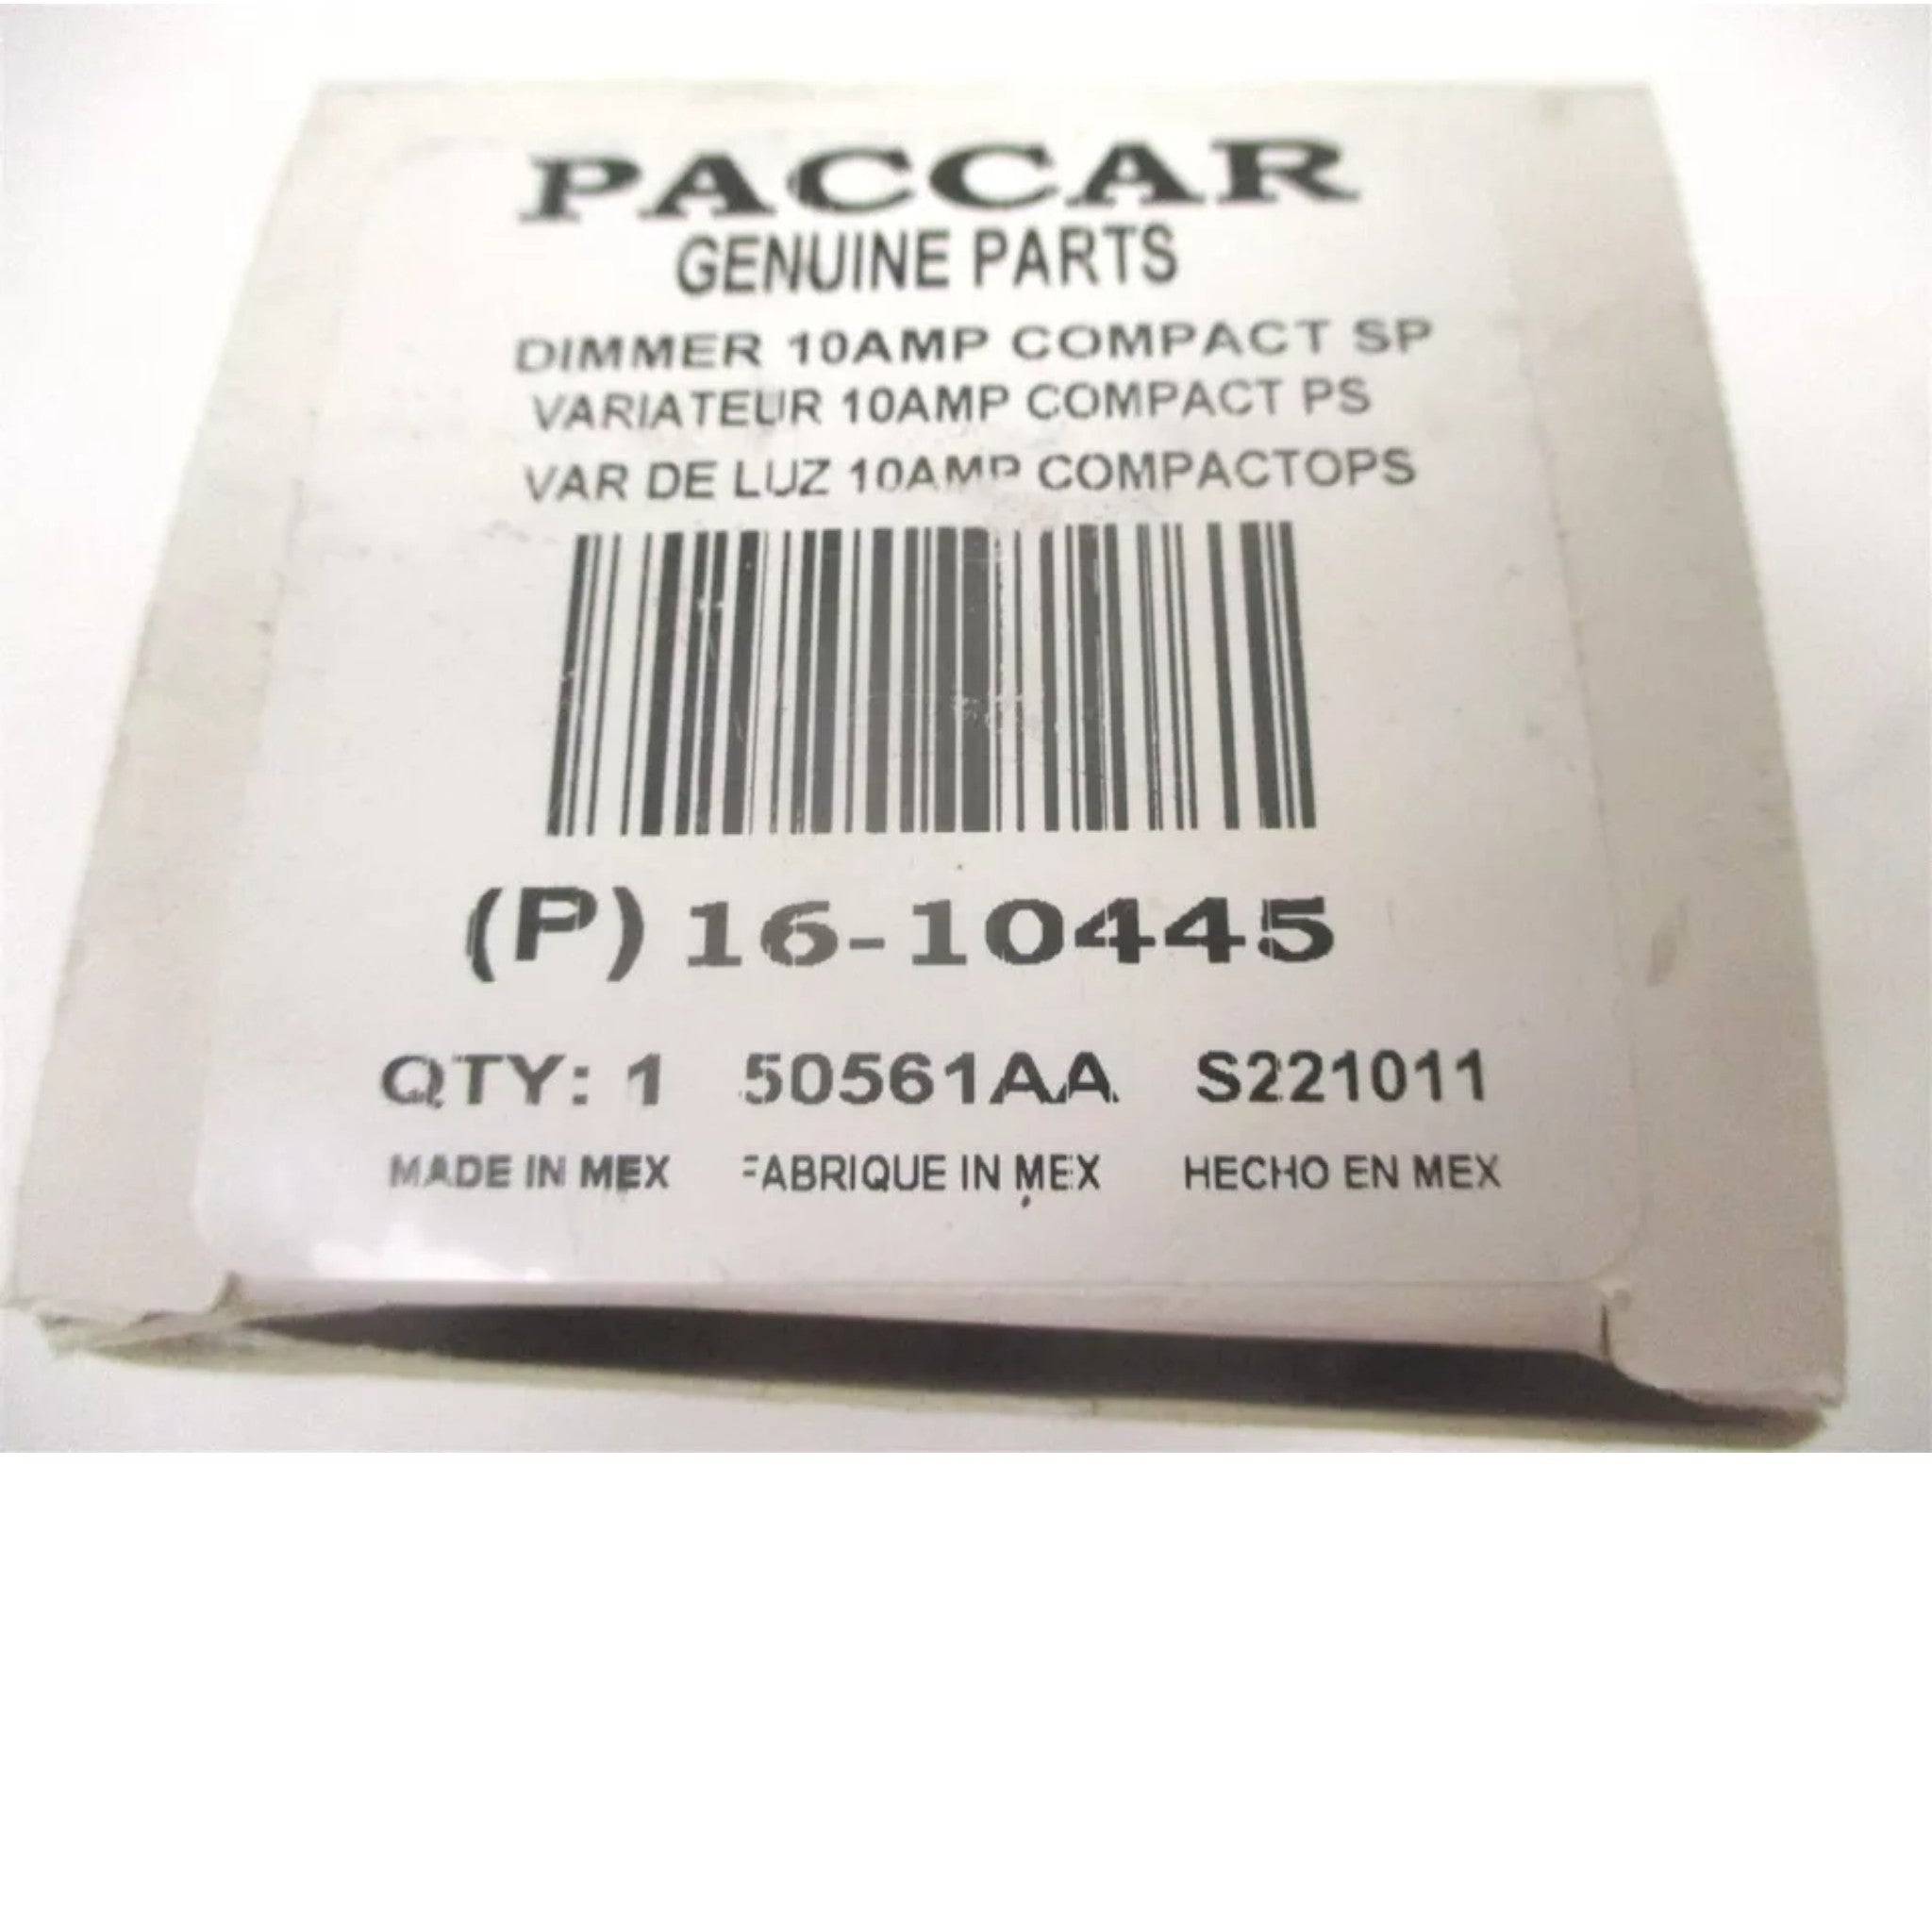 PACCAR
GENUINE PARTS
DIMMER 10AMP COMPACT SP
VARIATEUR 10AMP COMPACT PS
VAR DE LUZ 10AMP COMPACTOPS
(P) 16-10445
QTY: 1 50561AA S221011
MADE IN MEX FABRIQUE IN MEX HECHO EN MEX